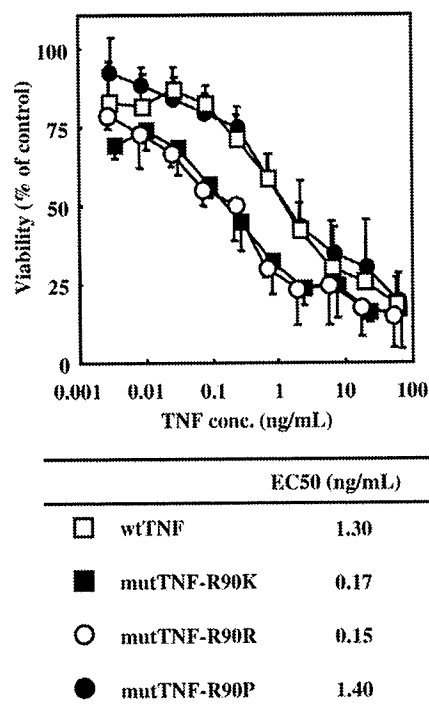 100
75
50
25
0
Viability (% of control)
0.001 0.01 0.1 1 10 100
TNF conc. (ng/mL)
EC50 (ng/mL)
wtTNF 1.30
mutTNF-R90K 0.17
mutTNF-R90R 0.15
mutTNF-R90P 1.40